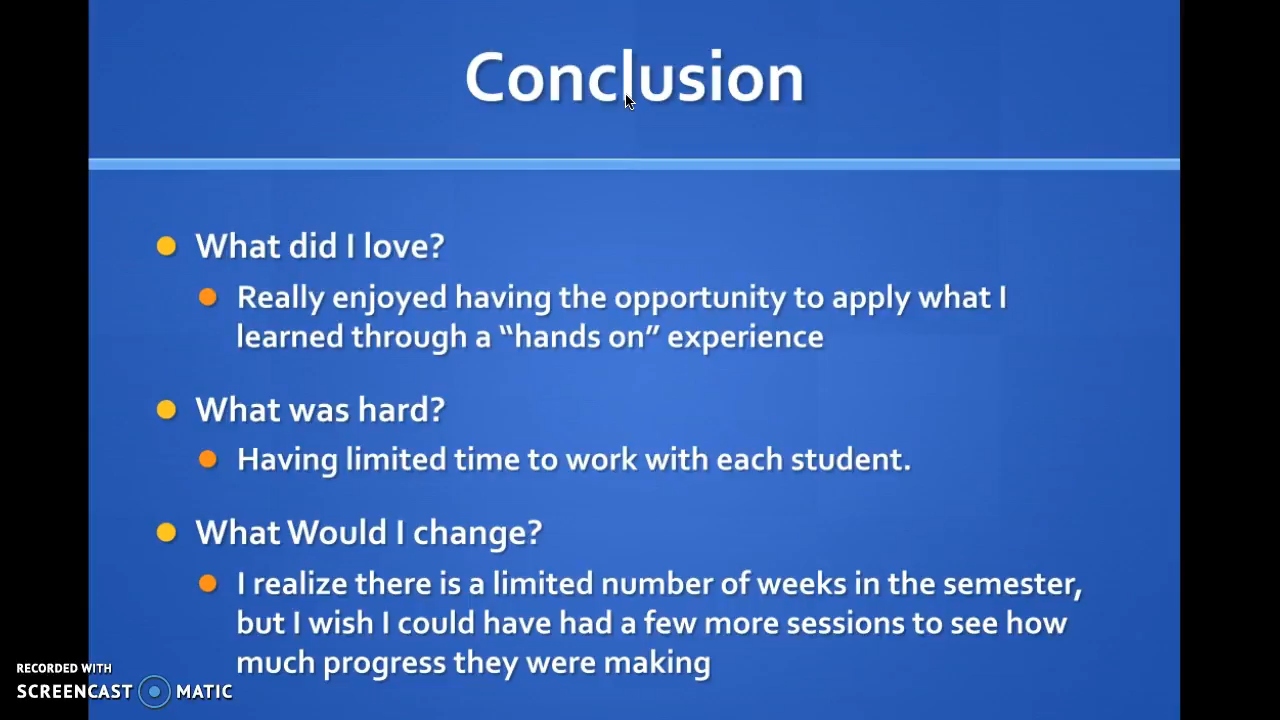 Conclusion
What did I love?
Really enjoyed having the opportunity to apply what I
learned through a “hands on” experience
What was hard?
Having limited time to work with each student.
What Would I change?
I realize there is a limited number of weeks in the semester,
but I wish I could have had a few more sessions to see how
much progress they were making
RECORDED WITH
SCREENCAST MATIC